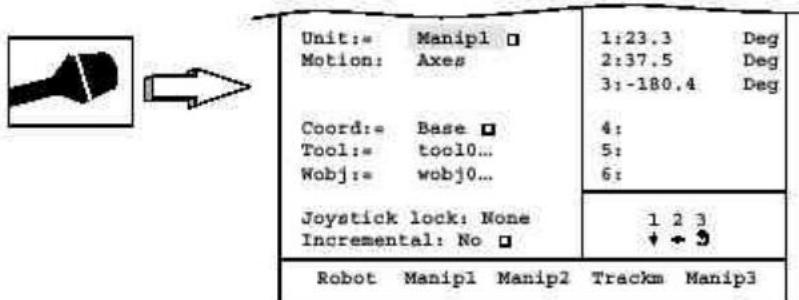 Unit:= Manip1
Motion: Axes
Coord:= Base
Tool:= tool0…
Wobj:= wobj0…
Joystick lock: None
Incremental: No
1:23.3 Deg
2:37.5 Deg
3:-180.4 Deg
4:
5:
6:
1 2 3
Robot Manip1 Manip2 Trackm Manip3